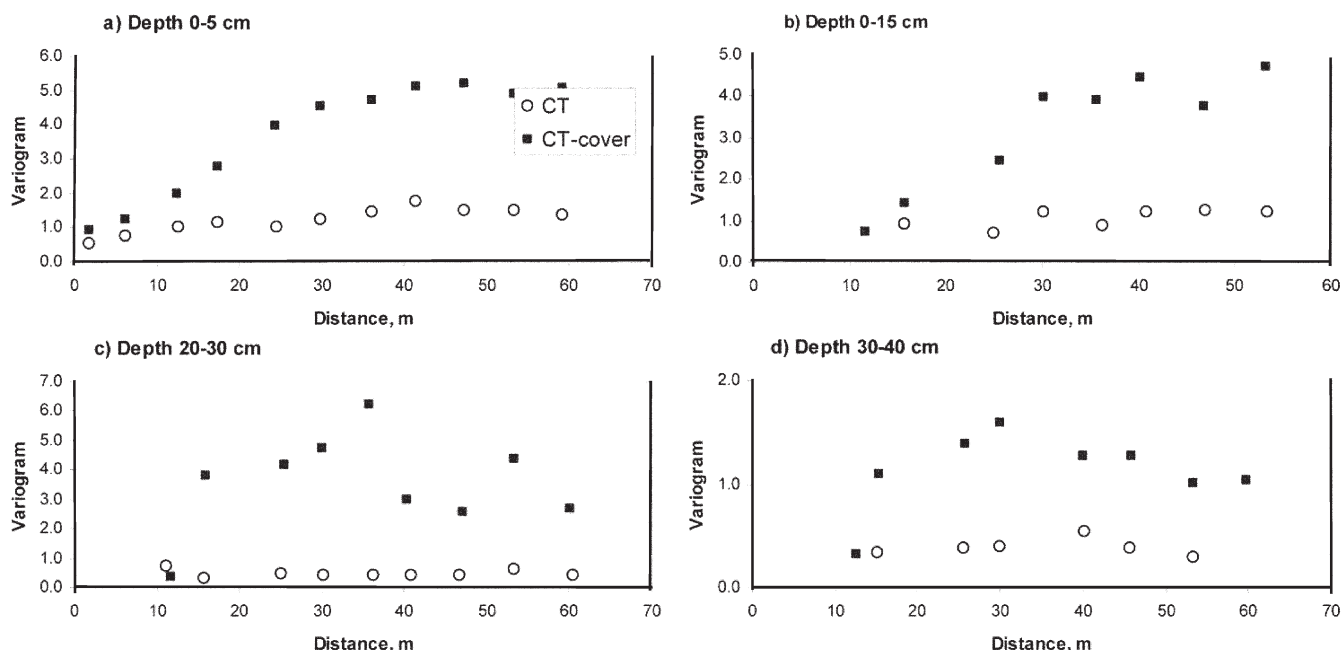 a) Depth 0-5 cm
6.0
5.0
4.0
3.0
2.0
1.0
0.0
Variogram
0 10 20 30 40 50 60 70
Distance, m
CT
CT-cover
b) Depth 0-15 cm
5.0
4.0
3.0
2.0
1.0
0.0
Variogram
0 10 20 30 40 50 60
Distance, m
c) Depth 20-30 cm
7.0
6.0
5.0
4.0
3.0
2.0
1.0
0.0
Variogram
0 10 20 30 40 50 60 70
Distance, m
d) Depth 30-40 cm
2.0
1.0
0.0
Variogram
0 10 20 30 40 50 60 70
Distance, m